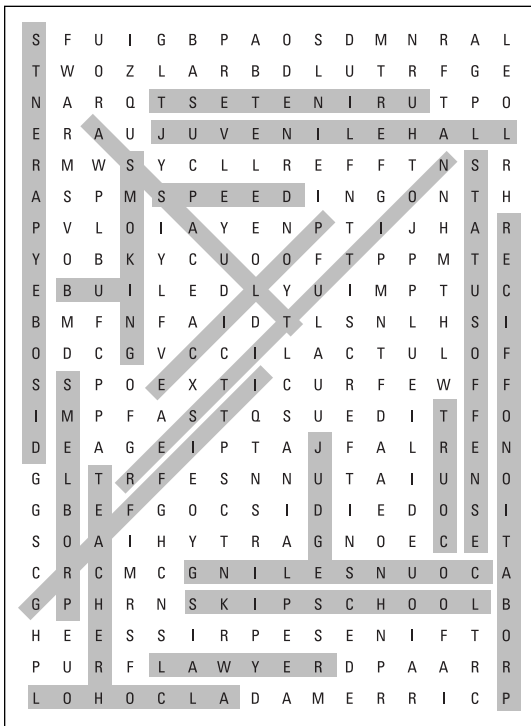 S F U I G B P A O S D M N R A L
T W O Z L A R B D L U T R F G E
N A R Q T S E T E N I R U T P O
E R A U J U V E N I L E H A L L
R M W S Y C L L R E F F T N S R
A S P M S P E E D I N G O N T H
P V L O I A Y E N P T I J H A R
Y O B K Y C U O O F T P P M T E
E B U I L E D L Y U I M P T U C
B M F N F A I D T L S N L H S I
O D C G V C C I L A C T U L O F
S S P O E X T I C U R F E W F F
I M P F A S T Q S U E D I T F O
D E A G E I P T A J F A L R E N
G L T R F E S N N U T A I U N O
G B E F G O C S I D I E D O S I
S O A I H Y T R A G N O E C E T
C R C M C G N I L E S N U O C A
G P H R N S K I P S C H O O L B
H E E S S I R P E S E N I F T O
P U R F L A W Y E R D P A A R R
L O H O C L A D A M E R R I C P